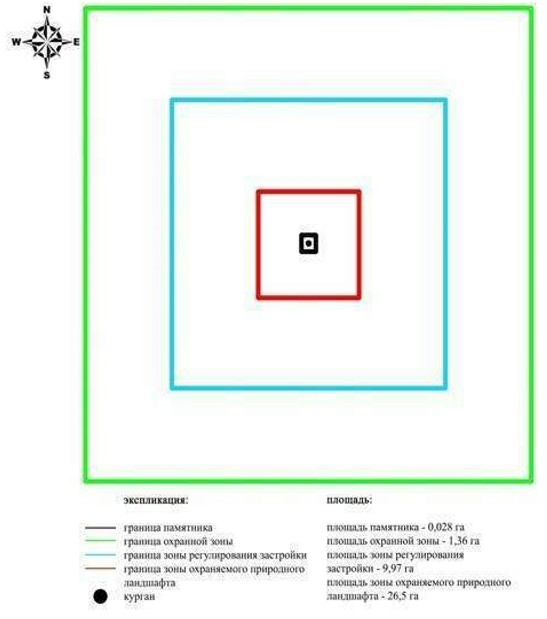 N
W E
S
экспликация:
граница памятника
граница охранной зоны
граница зоны регулирования застройки
граница зоны охраняемого природного
ландшафта
курган
площадь:
площадь памятника - 0,028 га
площадь охранной зоны - 1,36 га
площадь зоны регулирования
застройки - 9,97 га
площадь зоны охраняемого природного
ландшафта - 26,5 га